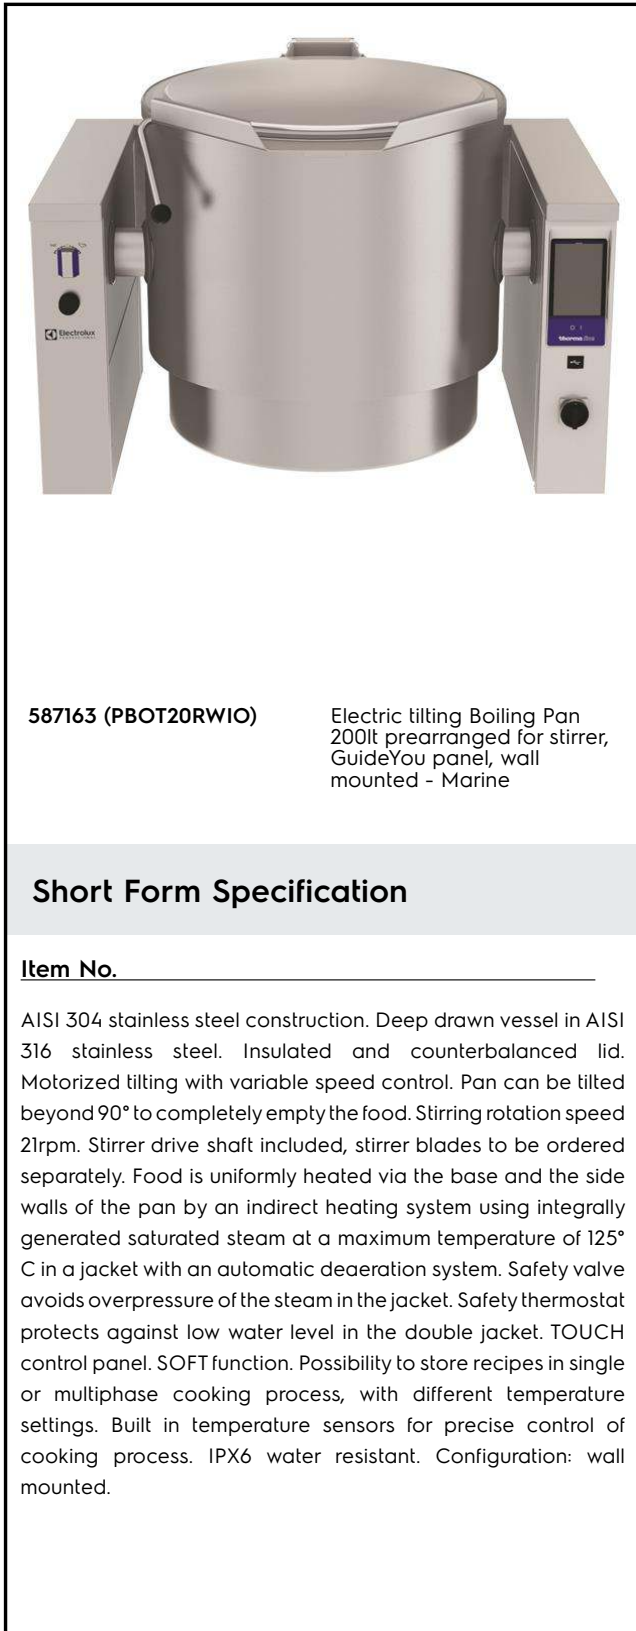 Electrolux
PROFESSIONAL
thermaline
587163 (PBOT20RWIO)
Electric tilting Boiling Pan
200lt prearranged for stirrer,
GuideYou panel, wall
mounted - Marine
Short Form Specification
Item No.
AISI 304 stainless steel construction. Deep drawn vessel in AISI
316 stainless steel. Insulated and counterbalanced lid.
Motorized tilting with variable speed control. Pan can be tilted
beyond 90° to completely empty the food. Stirring rotation speed
21rpm. Stirrer drive shaft included, stirrer blades to be ordered
separately. Food is uniformly heated via the base and the side
walls of the pan by an indirect heating system using integrally
generated saturated steam at a maximum temperature of 125°
C in a jacket with an automatic deaeration system. Safety valve
avoids overpressure of the steam in the jacket. Safety thermostat
protects against low water level in the double jacket. TOUCH
control panel. SOFT function. Possibility to store recipes in single
or multiphase cooking process, with different temperature
settings. Built in temperature sensors for precise control of
cooking process. IPX6 water resistant. Configuration: wall
mounted.